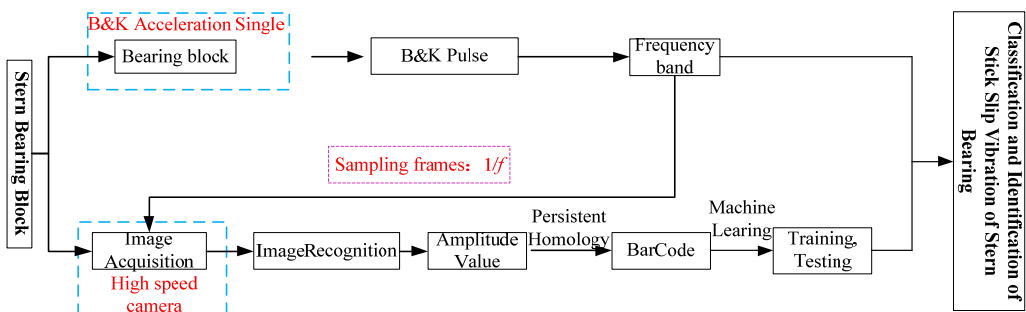 Stern Bearing Block
B&K Acceleration Single
Bearing block
B&K Pulse
Frequency
band
Sampling frames：1/f
Image
Acquisition
High speed
camera
ImageRecognition
Amplitude
Value
Persistent
Homology
BarCode
Machine
Learing
Training,
Testing
Classification and Identification of
Stick Slip Vibration of Stern
Bearing